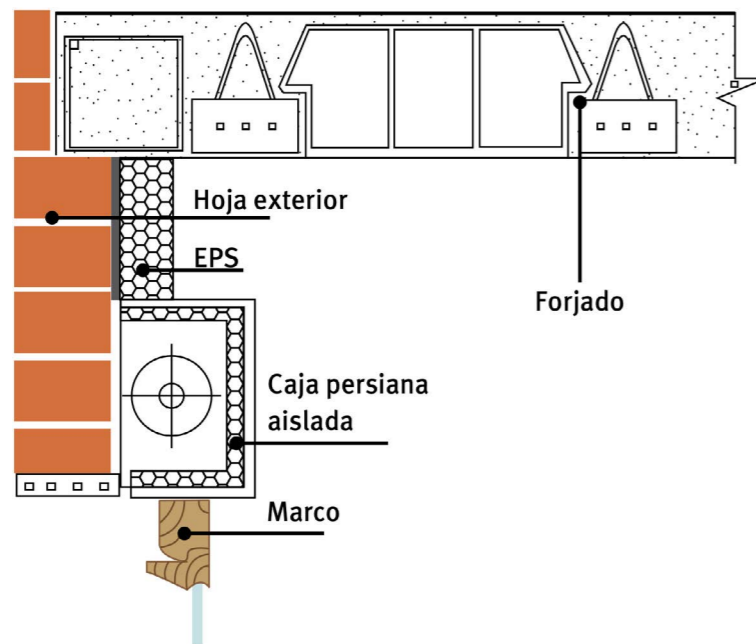 Hoja exterior
EPS
Forjado
Caja persiana
aislada
Marco